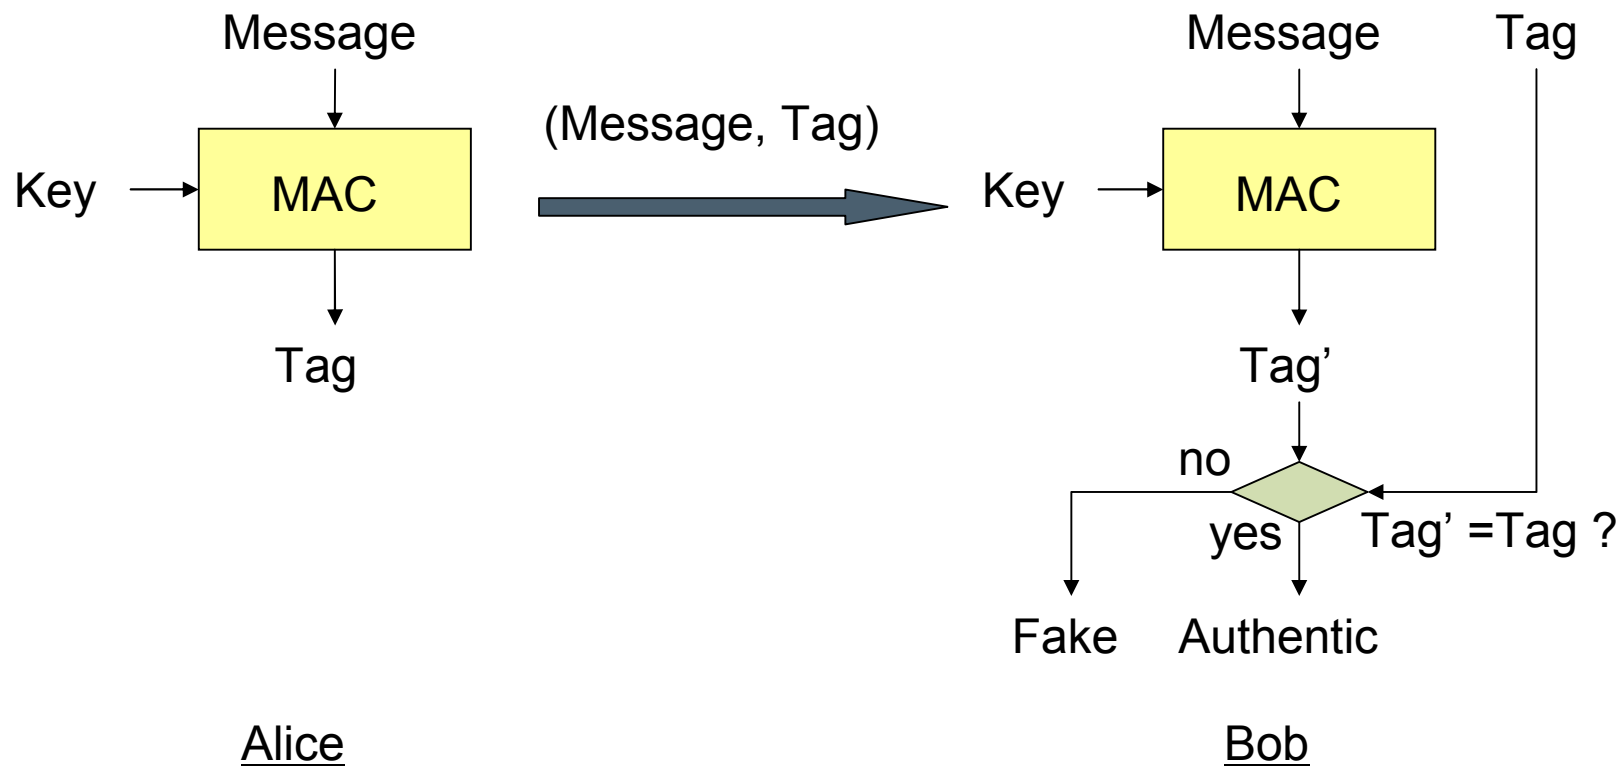 Message
Key
MAC
Tag
Alice
(Message, Tag)
Message
Tag
Key
MAC
Tag’
no
yes
Tag’ =Tag ?
Fake
Authentic
Bob